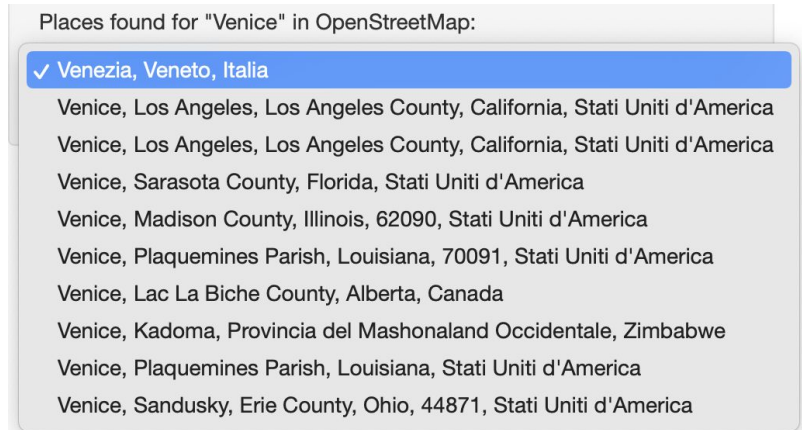 Places found for "Venice" in OpenStreetMap:
✓ Venezia, Veneto, Italia
Venice, Los Angeles, Los Angeles County, California, Stati Uniti d'America
Venice, Los Angeles, Los Angeles County, California, Stati Uniti d'America
Venice, Sarasota County, Florida, Stati Uniti d'America
Venice, Madison County, Illinois, 62090, Stati Uniti d'America
Venice, Plaquemines Parish, Louisiana, 70091, Stati Uniti d'America
Venice, Lac La Biche County, Alberta, Canada
Venice, Kadoma, Provincia del Mashonaland Occidentale, Zimbabwe
Venice, Plaquemines Parish, Louisiana, Stati Uniti d'America
Venice, Sandusky, Erie County, Ohio, 44871, Stati Uniti d'America